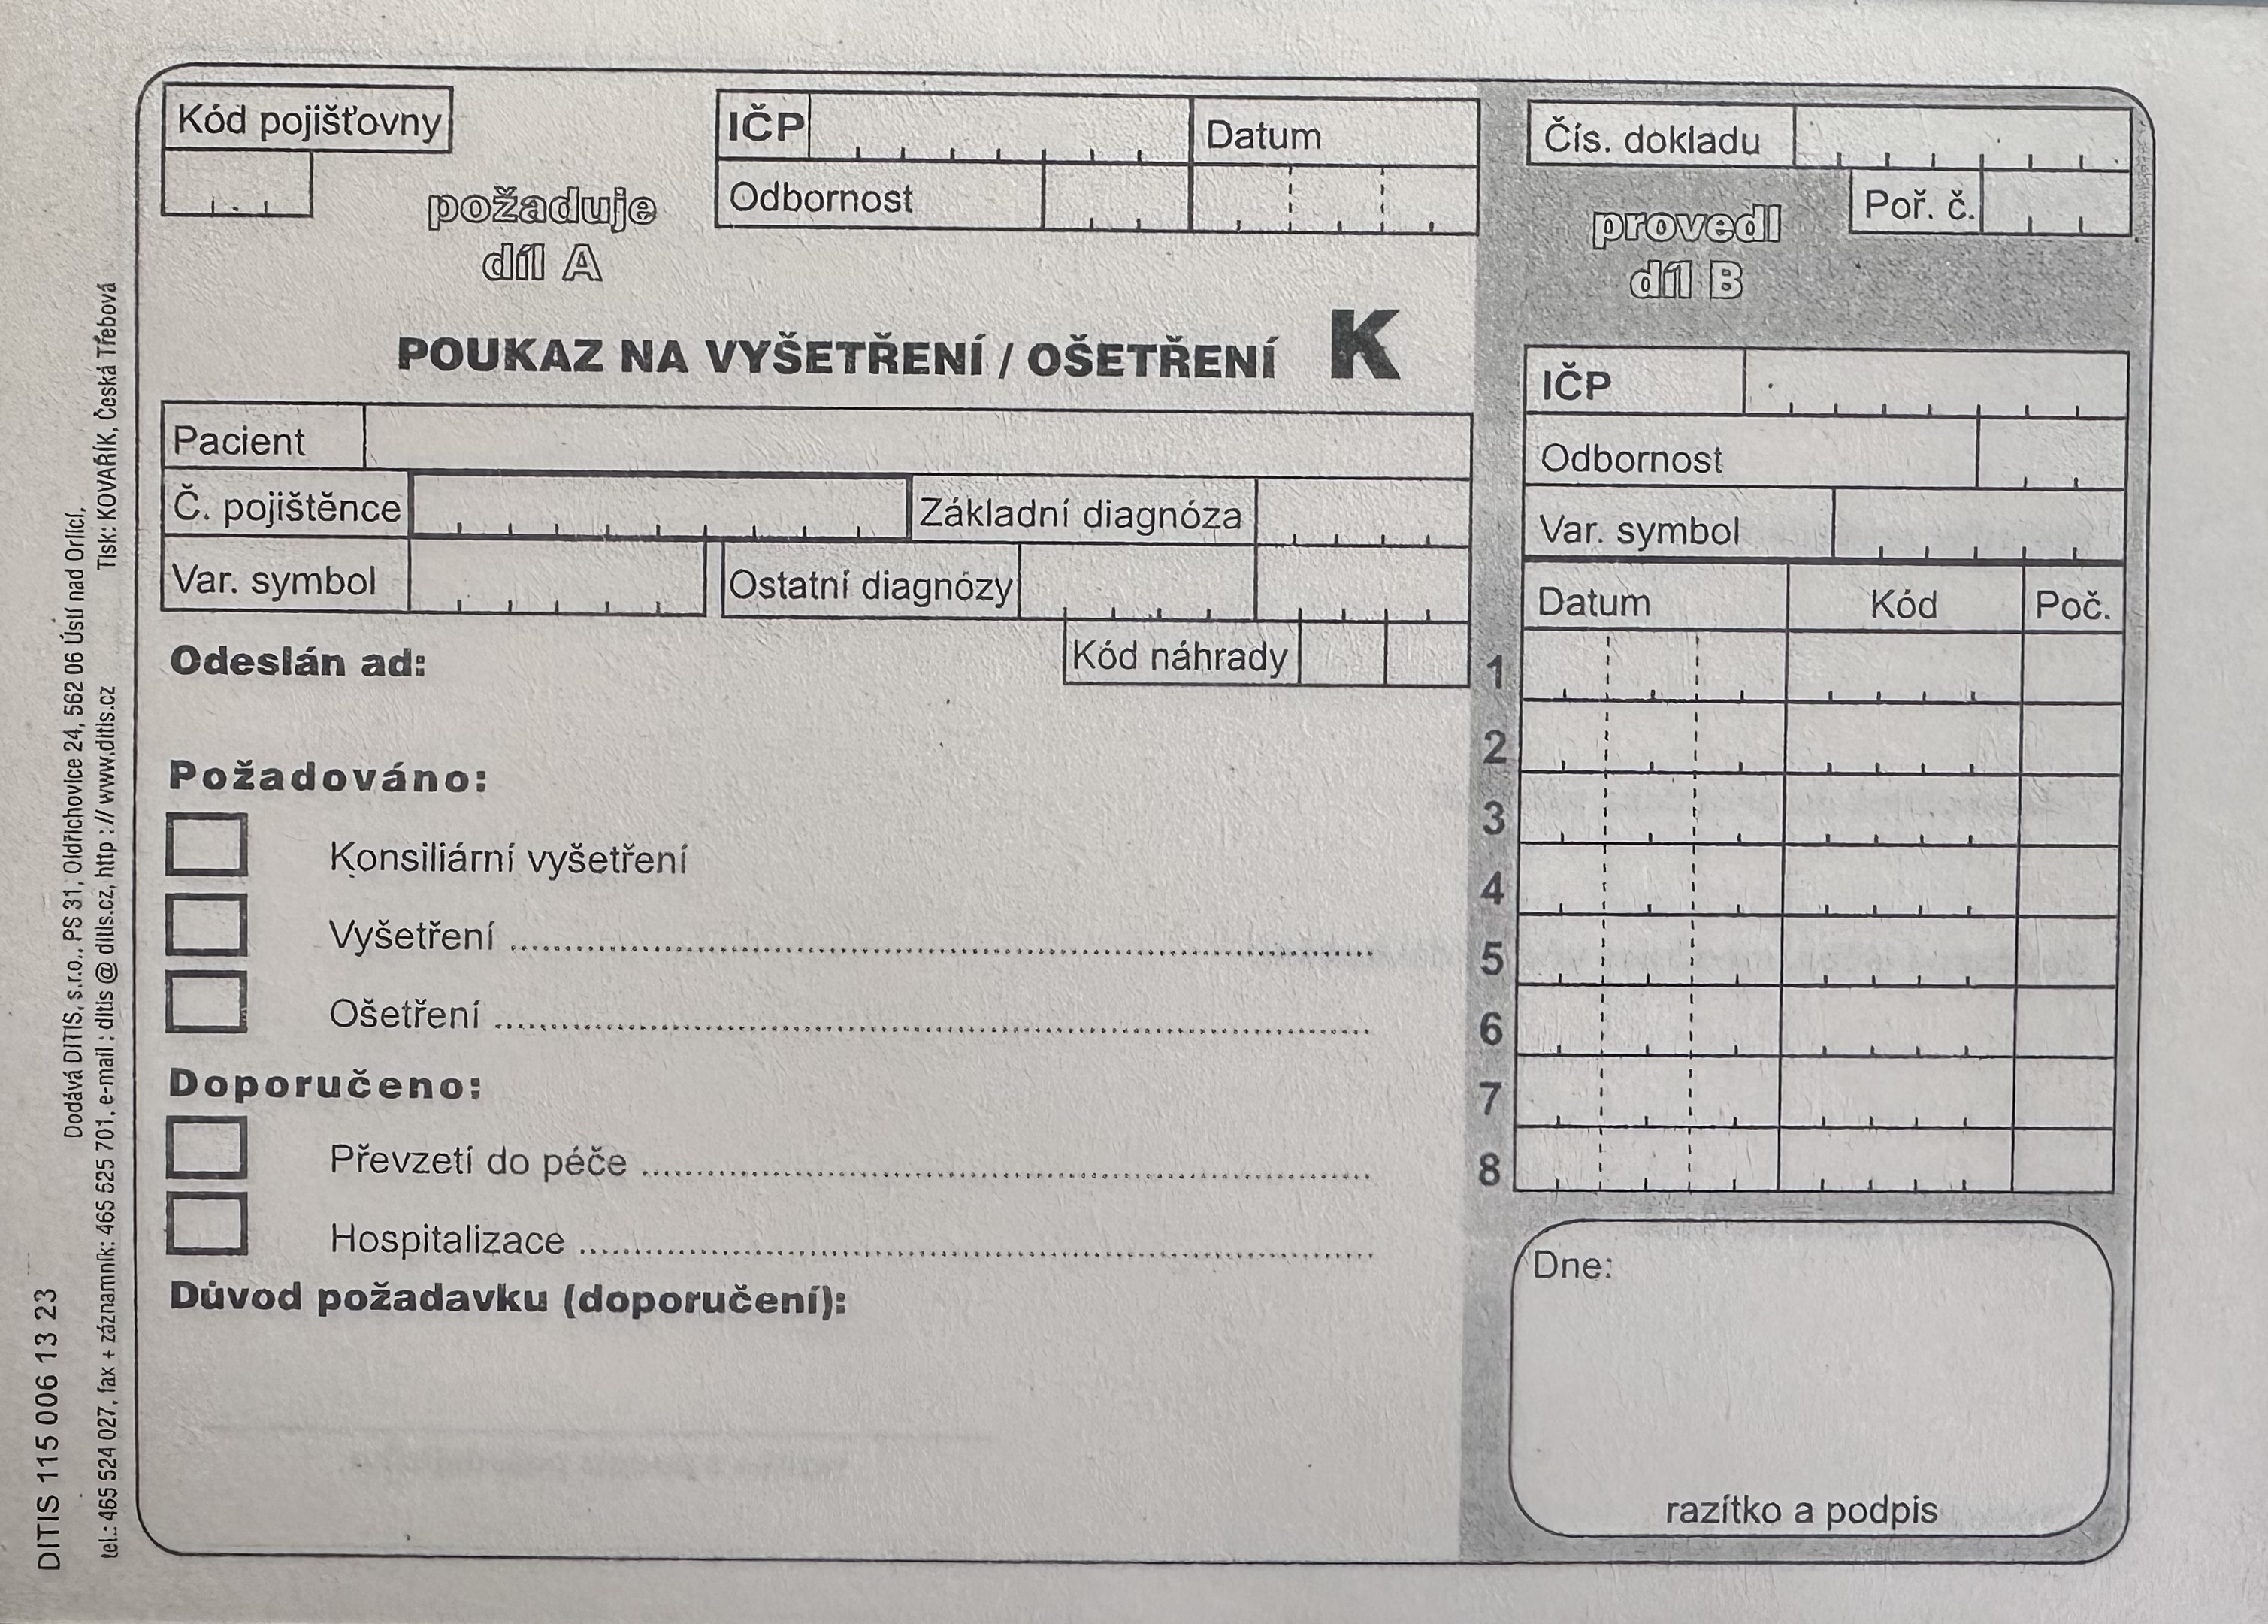 Kód pojišťovny
požaduje
díl A
IČP
Datum
Odbornost
POUKAZ NA VYŠETŘENÍ / OŠETŘENÍ K
Pacient
Č. pojištěnce
Základní diagnóza
Var. symbol
Ostatní diagnózy
Kód náhrady
Odeslán ad:
Požadováno:
Konsiliární vyšetření
Vyšetření
Ošetření
Doporučeno:
Převzetí do péče
Hospitalizace
Důvod požadavku (doporučení):
Čís. dokladu
Poř. č.
provedl
díl B
IČP
Odbornost
Var. symbol
Datum Kód Poč.
1
2
3
4
5
6
7
8
Dne:
razítko a podpis
DITIS 115 006 13 23
Dodává DITIS, s.r.o., PS 31, Oldřichovice 24, 562 06 Ústí nad Orlicí,
tel.: 465 524 027, fax + záznamník: 465 525 701, e-mail : ditis @ ditis.cz, http : // www.ditis.cz Tisk: KOVAŘÍK, Česká Třebová